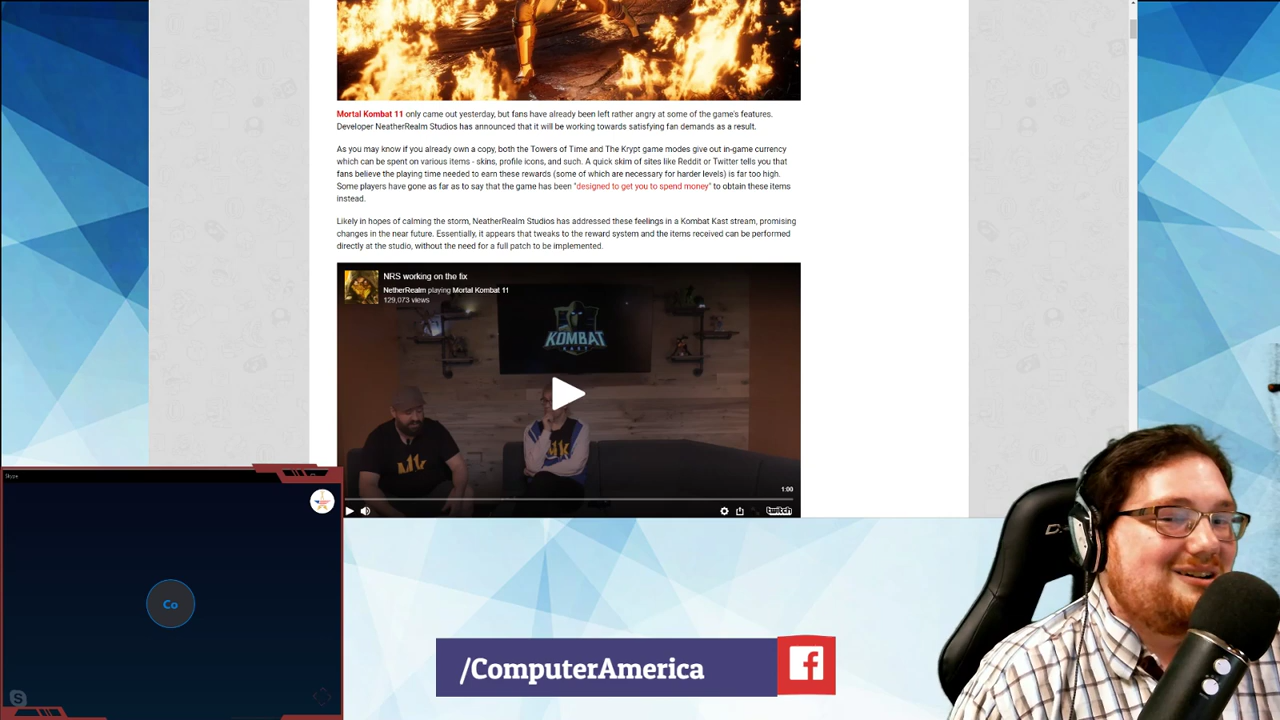 Mortal Kombat 11 only came out yesterday, but fans have already been left rather angry at some of the game's features.
Developer NeatherRealm Studios has announced that it will be working towards satisfying fan demands as a result.
As you may know if you already own a copy, both the Towers of Time and The Krypt game modes give out in-game currency
which can be spent on various items - skins, profile icons, and such. A quick skim of sites like Reddit or Twitter tells you that
fans believe the playing time needed to earn these rewards (some of which are necessary for harder levels) is far too high.
Some players have gone as far as to say that the game has been "designed to get you to spend money" to obtain these items
instead.
Likely in hopes of calming the storm, NeatherRealm Studios has addressed these feelings in a Kombat Kast stream, promising
changes in the near future. Essentially, it appears that tweaks to the reward system and the items received can be performed
directly at the studio, without the need for a full patch to be implemented.
NRS working on the fix
NetherRealm playing Mortal Kombat 11
129,073 views
KOMBAT
KAST
1:00
twitch
Skype
Co
/ComputerAmerica